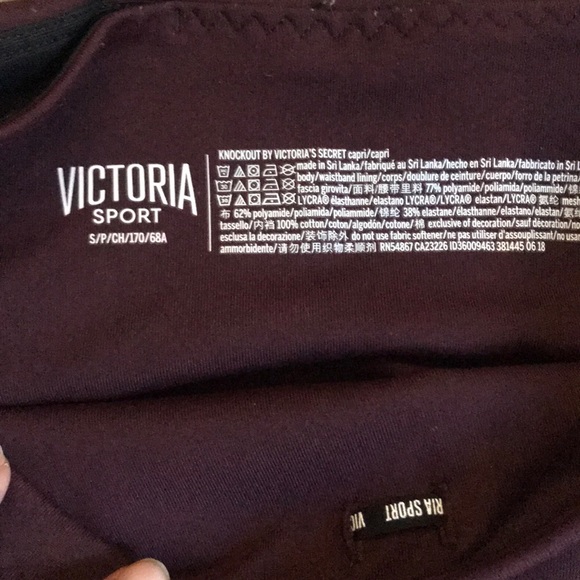 VICTORIA
SPORT
S/P/CH/170/68A
KNOCKOUT BY VICTORIA'S SECRET capri/capri
made in Sri Lanka/fabriqué au Sri Lanka/hecho en Sri Lanka/fabbricato in Sri
body/waistband lining/corps/doublure de ceinture/cuerpo/forro de la petrina
fascia girovita/面料/腰带里料 77% polyamide/poliamida/poliammide/锦纶
LYCRA® élasthanne/elastano LYCRA®/LYCRA® elastan/LYCRA® 氨纶 mesh
布 62% polyamide/poliamida/poliammide/锦纶 38% elastane/élasthanne/elastano/elastan
tassello/内裆 100% cotton/coton/algodón/cotone/棉 exclusive of decoration/sauf décoration/no
esclusa la decorazione/装饰除外 do not use fabric softener/ne pas utiliser d'assouplissant/no usar
ammorbidente/请勿使用织物柔顺剂 RN54867 CA23226 ID36009463 381445 06 18
RIA SPORT VIC